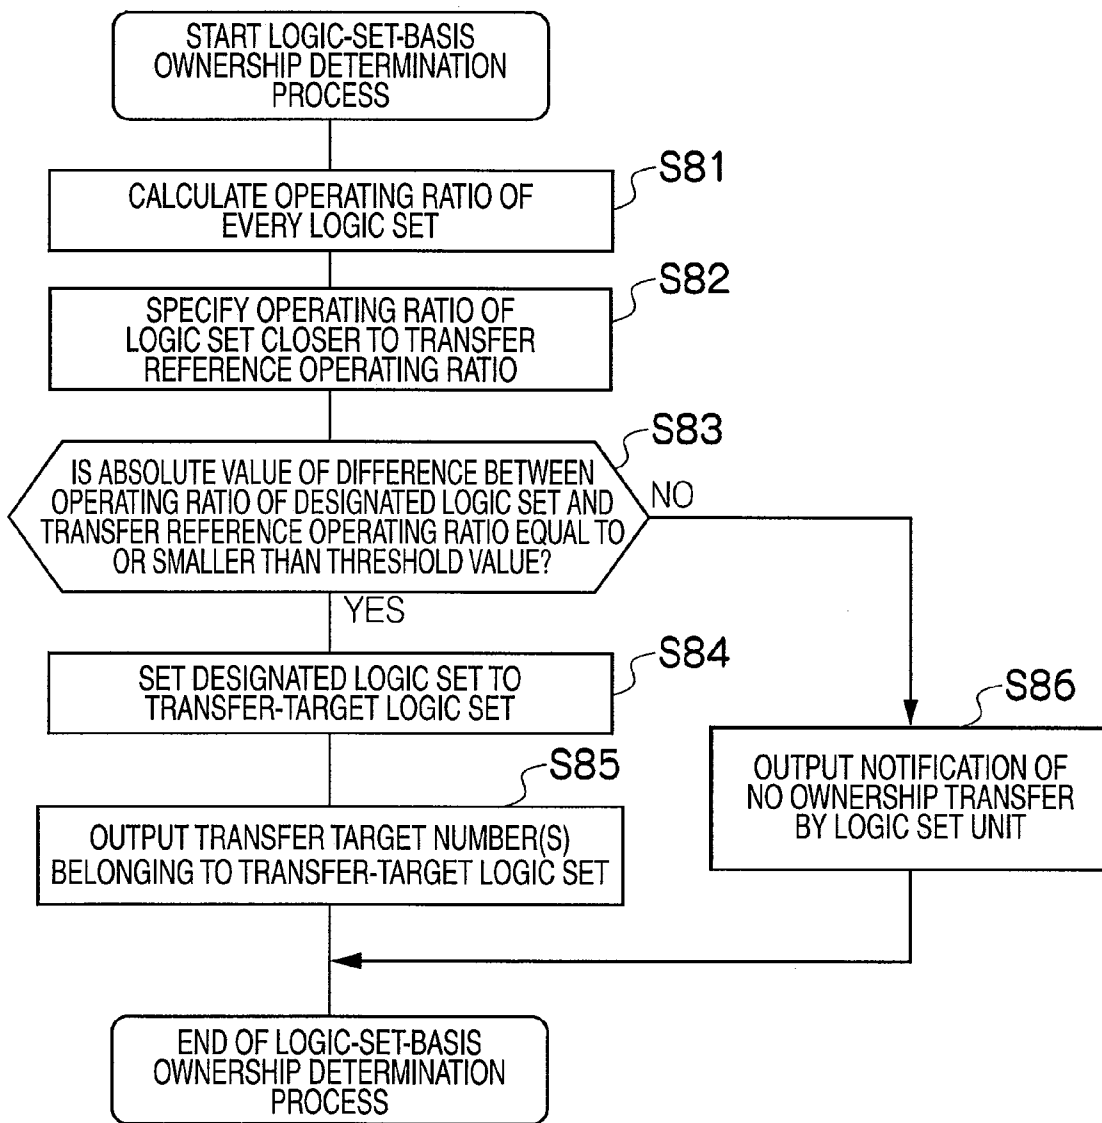 START LOGIC-SET-BASIS
OWNERSHIP DETERMINATION
PROCESS
S81
CALCULATE OPERATING RATIO OF
EVERY LOGIC SET
S82
SPECIFY OPERATING RATIO OF
LOGIC SET CLOSER TO TRANSFER
REFERENCE OPERATING RATIO
S83
IS ABSOLUTE VALUE OF DIFFERENCE BETWEEN
OPERATING RATIO OF DESIGNATED LOGIC SET AND
TRANSFER REFERENCE OPERATING RATIO EQUAL TO
OR SMALLER THAN THRESHOLD VALUE?
NO
YES
S84
SET DESIGNATED LOGIC SET TO
TRANSFER-TARGET LOGIC SET
S85
OUTPUT TRANSFER TARGET NUMBER(S)
BELONGING TO TRANSFER-TARGET LOGIC SET
S86
OUTPUT NOTIFICATION OF
NO OWNERSHIP TRANSFER
BY LOGIC SET UNIT
END OF LOGIC-SET-BASIS
OWNERSHIP DETERMINATION
PROCESS